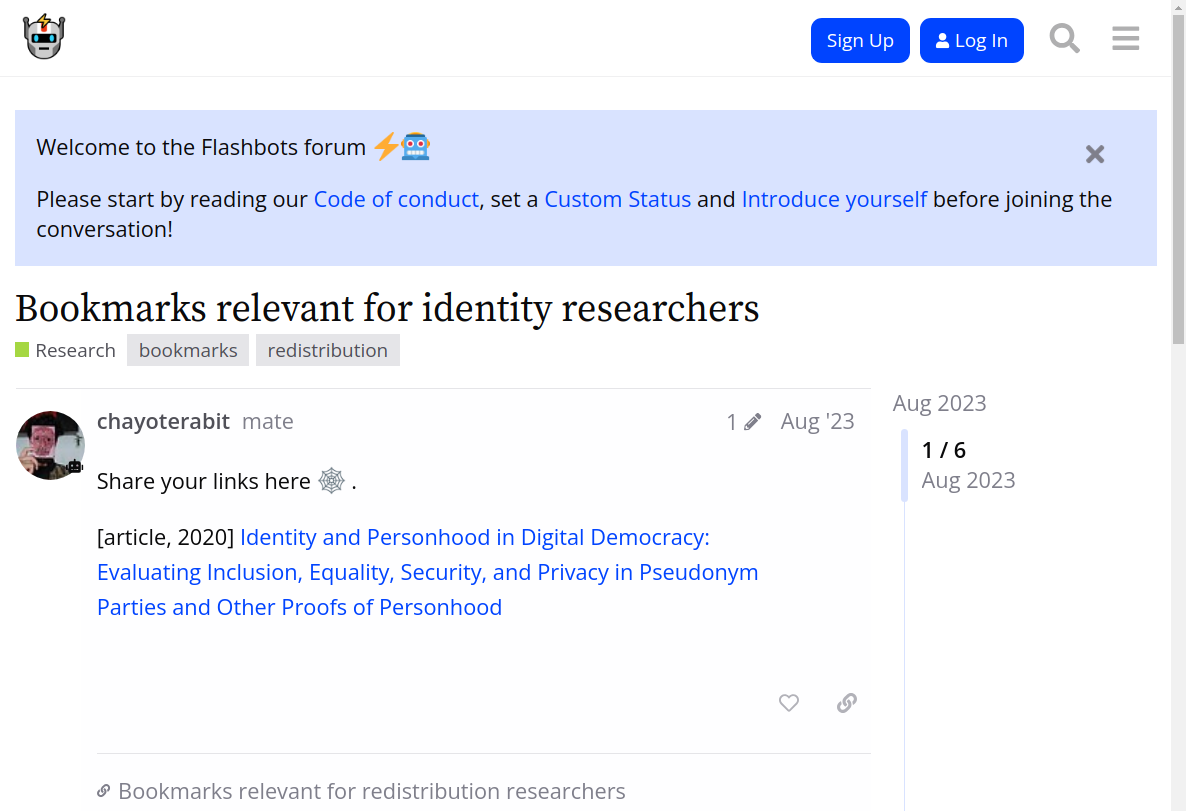 Sign Up
Log In
Welcome to the Flashbots forum
Please start by reading our Code of conduct, set a Custom Status and Introduce yourself before joining the
conversation!
Bookmarks relevant for identity researchers
Research bookmarks redistribution
chayoterabit mate 1 Aug '23
Aug 2023
1 / 6
Aug 2023
Share your links here .
[article, 2020] Identity and Personhood in Digital Democracy:
Evaluating Inclusion, Equality, Security, and Privacy in Pseudonym
Parties and Other Proofs of Personhood
Bookmarks relevant for redistribution researchers